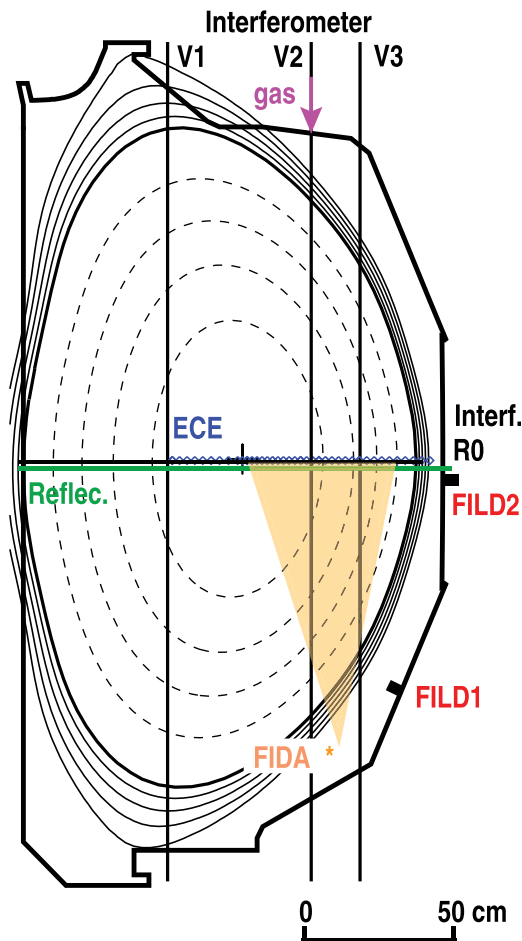 Interferometer
V1
V2
V3
gas
ECE
Interf.
R0
Reflec.
FILD2
FILD1
FIDA *
0
50 cm